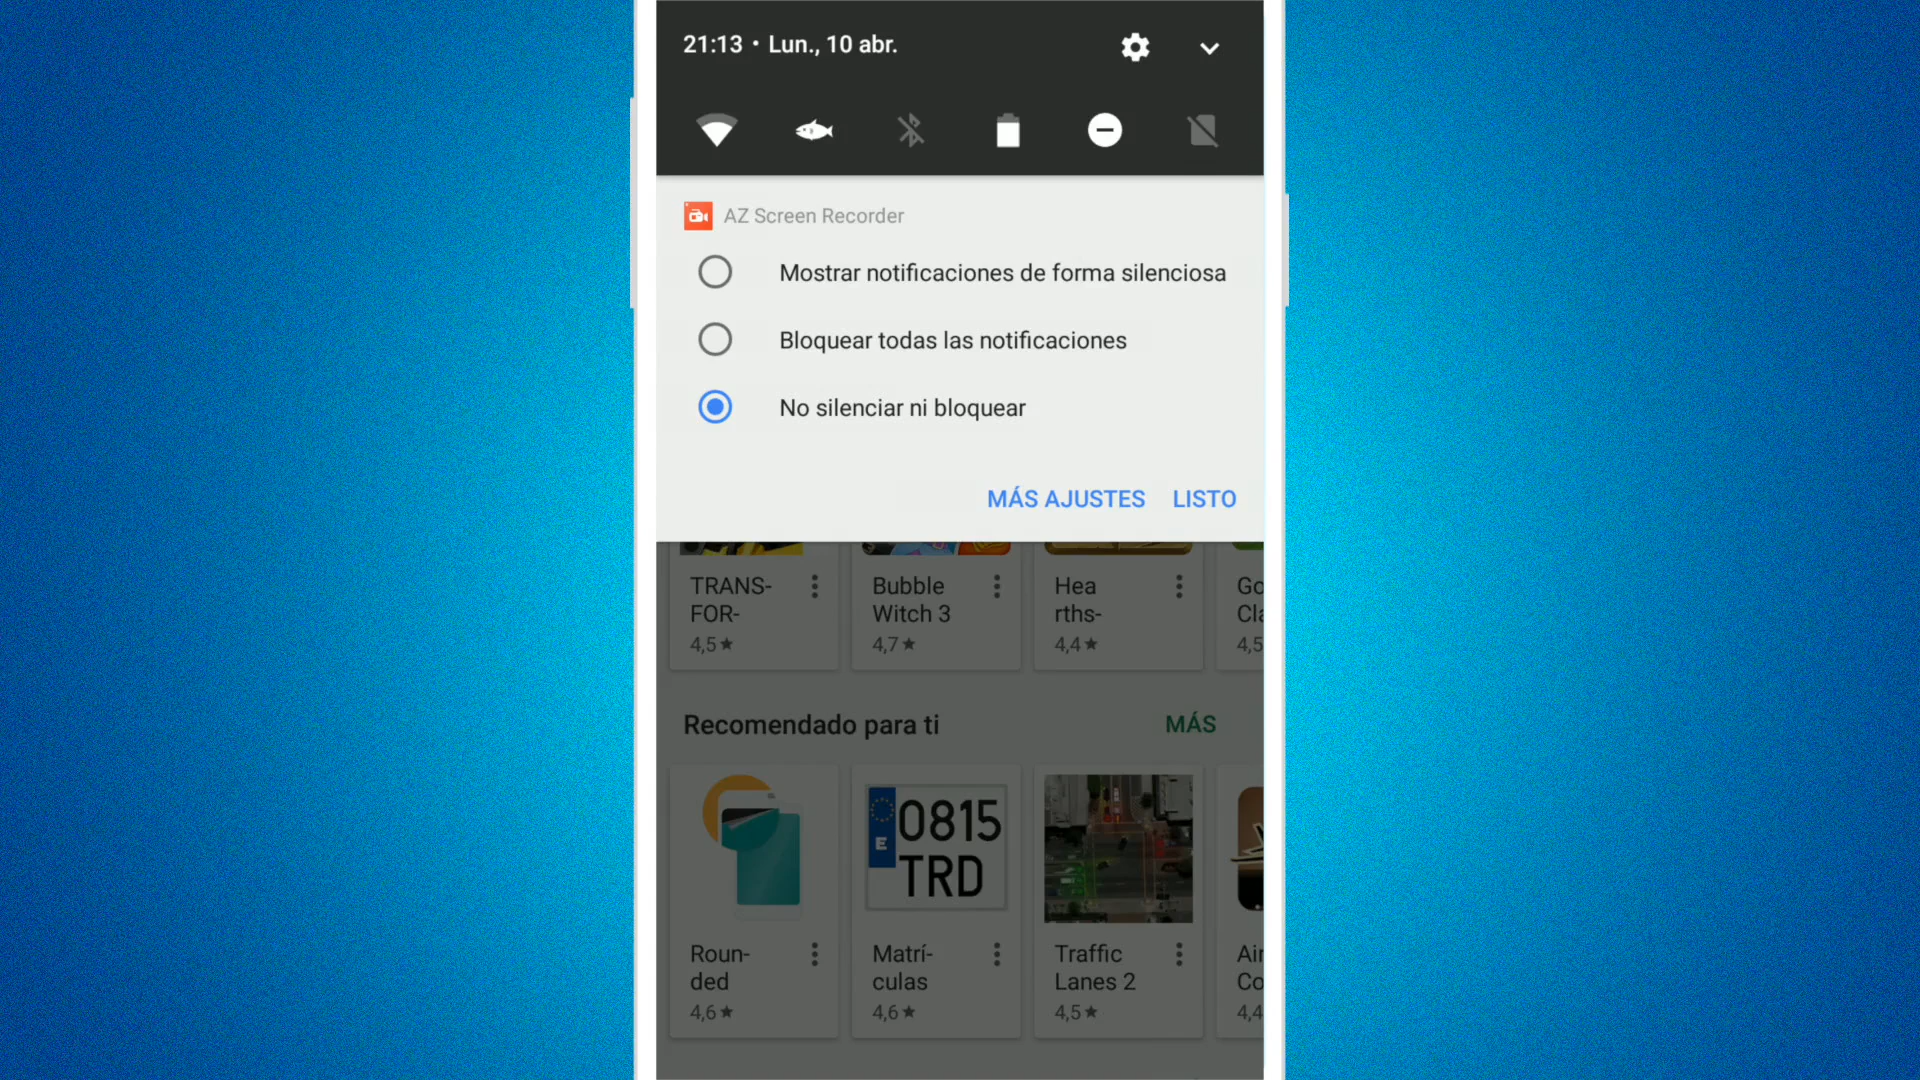 21:13 • Lun., 10 abr.
AZ Screen Recorder
Mostrar notificaciones de forma silenciosa
Bloquear todas las notificaciones
No silenciar ni bloquear
MÁS AJUSTES LISTO
TRANS-
FOR-
4,5★
Bubble
Witch 3
4,7★
Hea
rths-
4,4★
Go
Cla
4,5
Recomendado para ti MÁS
E 0815
TRD
Roun-
ded
4,6★
Matrí-
culas
4,6★
Traffic
Lanes 2
4,5★
Air
Co
4,4